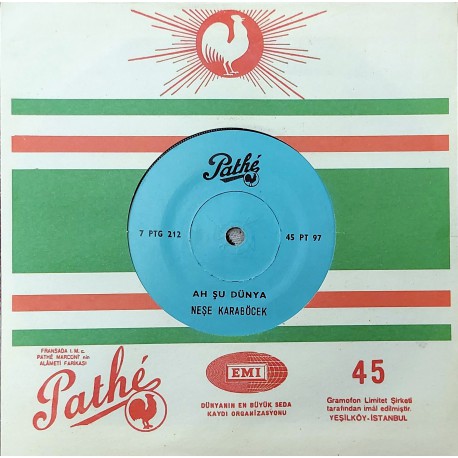 Pathé
7 PTG 212
45 PT 97
AH ŞU DÜNYA
NEŞE KARABÖCEK
FRANSADA I. M. E.
PATHÉ MARCONI nin
ALÂMETİ FARİKASI
Pathé
EMI
DÜNYANIN EN BÜYÜK SEDA
KAYDI ORGANİZASYONU
45
Gramofon Limitet Şirketi
tarafından imâl edilmiştir.
YEŞİLKÖY-İSTANBUL